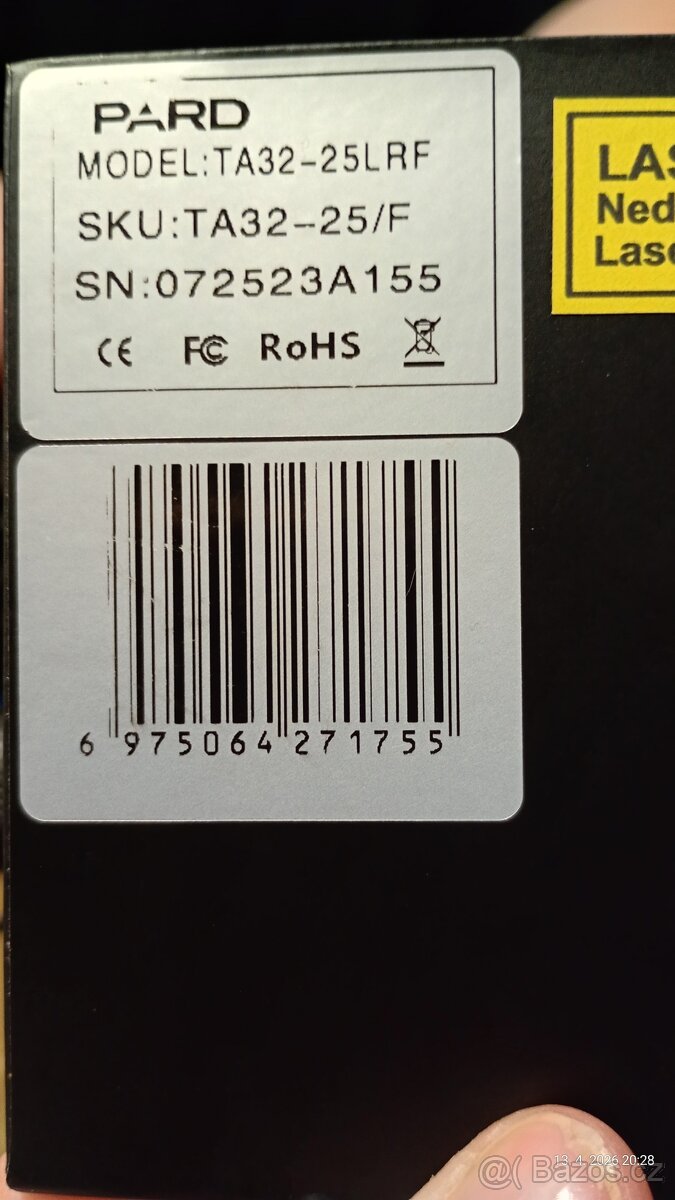 PARD
MODEL:TA32-25LRF
SKU:TA32-25/F
SN:072523A155
CE FC RoHS
LAS
Ned
Lase
6 975064 271755
13. 4. 2026 20:28
@( Bazoš.cz